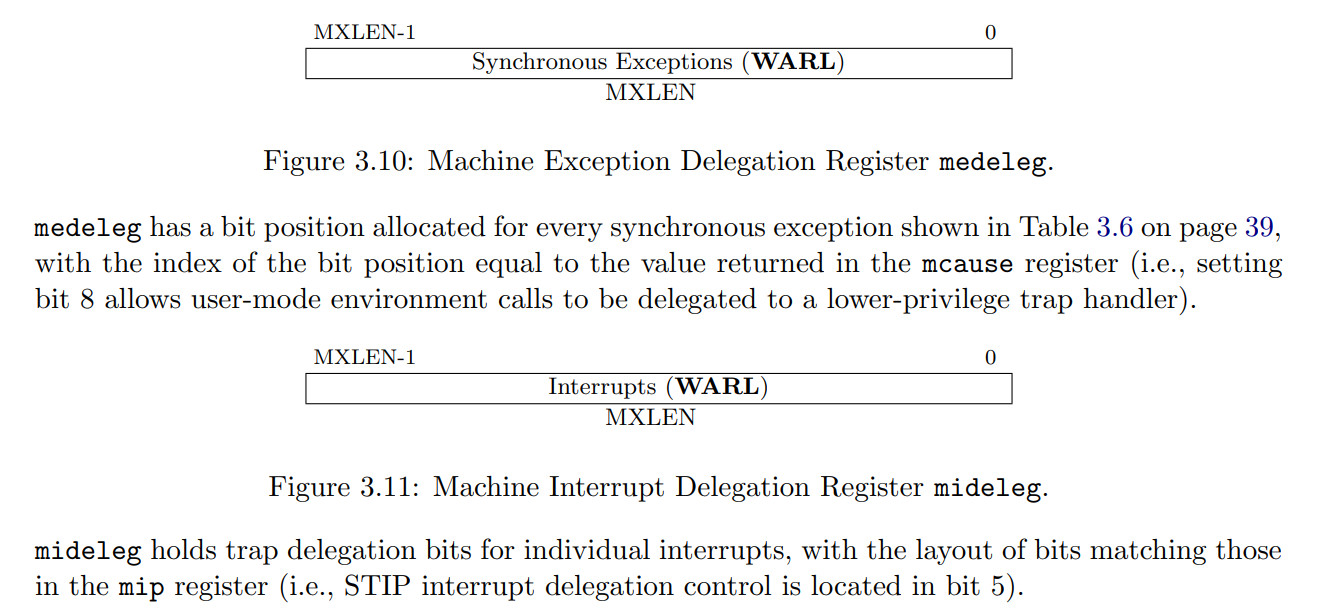 MXLEN-1 0
Synchronous Exceptions (WARL)
MXLEN
Figure 3.10: Machine Exception Delegation Register medeleg.
medeleg has a bit position allocated for every synchronous exception shown in Table 3.6 on page 39,
with the index of the bit position equal to the value returned in the mcause register (i.e., setting
bit 8 allows user-mode environment calls to be delegated to a lower-privilege trap handler).
MXLEN-1 0
Interrupts (WARL)
MXLEN
Figure 3.11: Machine Interrupt Delegation Register mideleg.
mideleg holds trap delegation bits for individual interrupts, with the layout of bits matching those
in the mip register (i.e., STIP interrupt delegation control is located in bit 5).